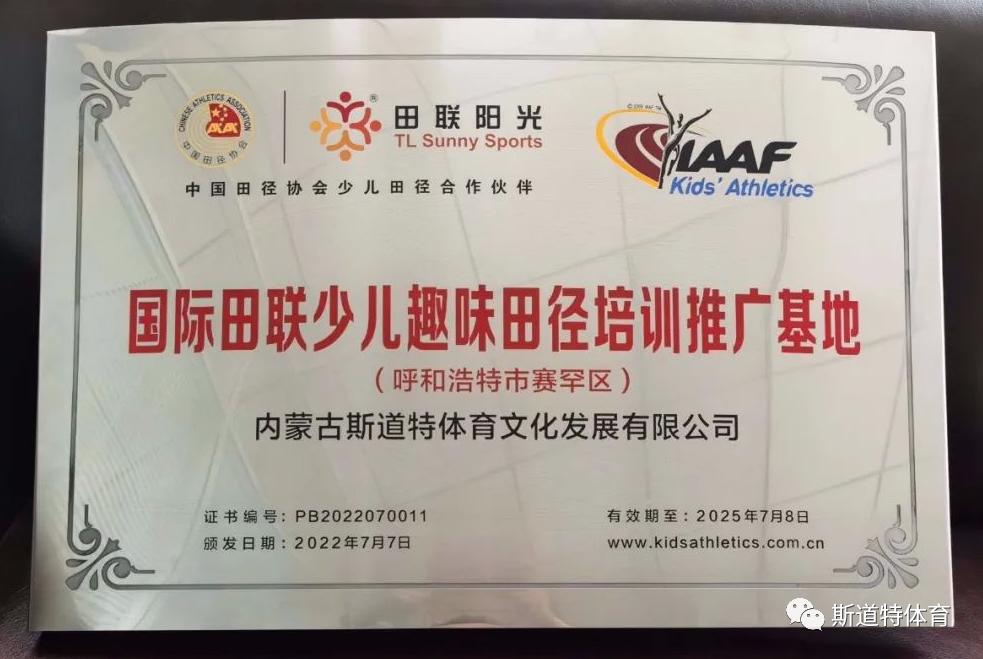 CHINESE ATHLETICS ASSOCIATION
中国田径协会
田联阳光
®
TL Sunny Sports
中国田径协会少儿田径合作伙伴
IAAF
Kids' Athletics
国际田联少儿趣味田径培训推广基地
（呼和浩特市赛罕区）
内蒙古斯道特体育文化发展有限公司
证书编号：PB2022070011
有效期至：2025年7月8日
颁发日期：2022年7月7日
www.kidsathletics.com.cn
斯道特体育